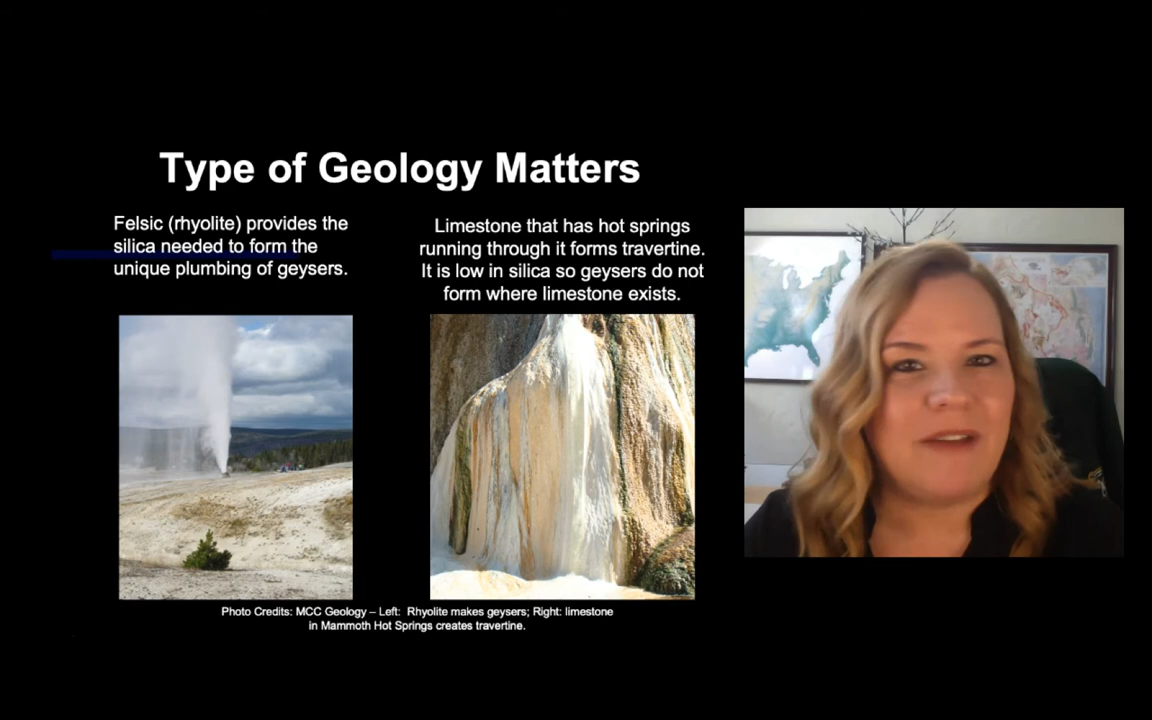 Type of Geology Matters
Felsic (rhyolite) provides the
silica needed to form the
unique plumbing of geysers.
Limestone that has hot springs
running through it forms travertine.
It is low in silica so geysers do not
form where limestone exists.
Photo Credits: MCC Geology – Left: Rhyolite makes geysers; Right: limestone
in Mammoth Hot Springs creates travertine.